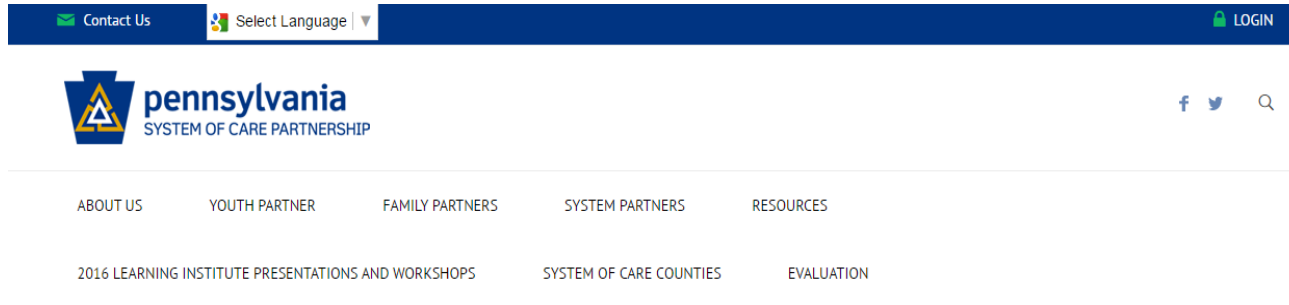 Contact Us Select Language LOGIN
pennsylvania
SYSTEM OF CARE PARTNERSHIP
ABOUT US YOUTH PARTNER FAMILY PARTNERS SYSTEM PARTNERS RESOURCES
2016 LEARNING INSTITUTE PRESENTATIONS AND WORKSHOPS SYSTEM OF CARE COUNTIES EVALUATION